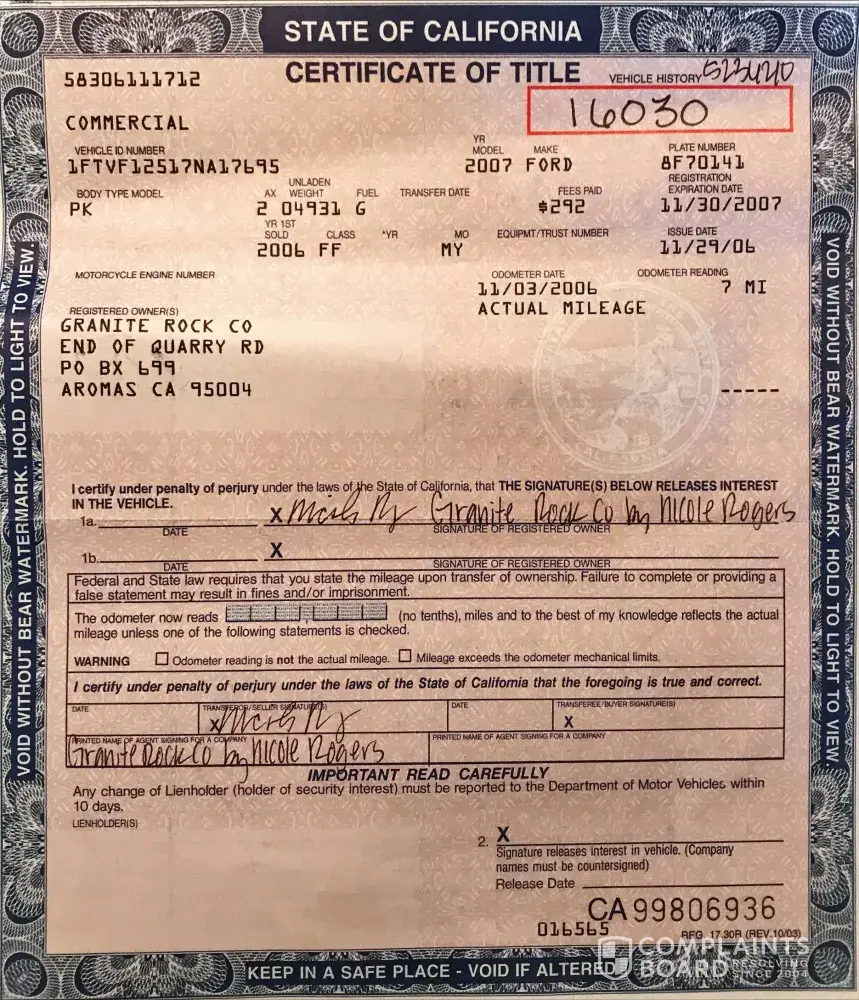 STATE OF CALIFORNIA
CERTIFICATE OF TITLE
58306111712
VEHICLE HISTORY
16030
COMMERCIAL
VEHICLE ID NUMBER YR MODEL MAKE PLATE NUMBER
1FTVF12517NA17695 2007 FORD 8F70141
BODY TYPE MODEL AX UNLADEN WEIGHT FUEL TRANSFER DATE FEES PAID REGISTRATION EXPIRATION DATE
PK 2 04931 G $292 11/30/2007
YR 1ST SOLD CLASS *YR MO EQUIPMT/TRUST NUMBER ISSUE DATE
2006 FF MY 11/29/06
MOTORCYCLE ENGINE NUMBER ODOMETER DATE ODOMETER READING
11/03/2006 7 MI
ACTUAL MILEAGE
REGISTERED OWNER(S)
GRANITE ROCK CO
END OF QUARRY RD
PO BX 699
AROMAS CA 95004
-----
I certify under penalty of perjury under the laws of the State of California, that THE SIGNATURE(S) BELOW RELEASES INTEREST
IN THE VEHICLE.
1a. X Granite Rock Co by Nicole Rogers
DATE SIGNATURE OF REGISTERED OWNER
1b. X
DATE SIGNATURE OF REGISTERED OWNER
Federal and State law requires that you state the mileage upon transfer of ownership. Failure to complete or providing a
false statement may result in fines and/or imprisonment.
The odometer now reads (no tenths), miles and to the best of my knowledge reflects the actual
mileage unless one of the following statements is checked.
WARNING Odometer reading is not the actual mileage. Mileage exceeds the odometer mechanical limits.
I certify under penalty of perjury under the laws of the State of California that the foregoing is true and correct.
DATE TRANSFEROR/SELLER SIGNATURE(S) DATE TRANSFEREE/BUYER SIGNATURE(S)
X X
PRINTED NAME OF AGENT SIGNING FOR A COMPANY PRINTED NAME OF AGENT SIGNING FOR A COMPANY
Granite Rock Co by Nicole Rogers
IMPORTANT READ CAREFULLY
Any change of Lienholder (holder of security interest) must be reported to the Department of Motor Vehicles within
10 days.
LIENHOLDER(S)
2. X
Signature releases interest in vehicle. (Company
names must be countersigned)
Release Date
CA 99806936
016565
REG. 17.30R (REV.10/03)
KEEP IN A SAFE PLACE - VOID IF ALTERED
VOID WITHOUT BEAR WATERMARK. HOLD TO LIGHT TO VIEW.
VOID WITHOUT BEAR WATERMARK. HOLD TO LIGHT TO VIEW.
COMPLAINTS
BOARD RESOLVING
SINCE 2004